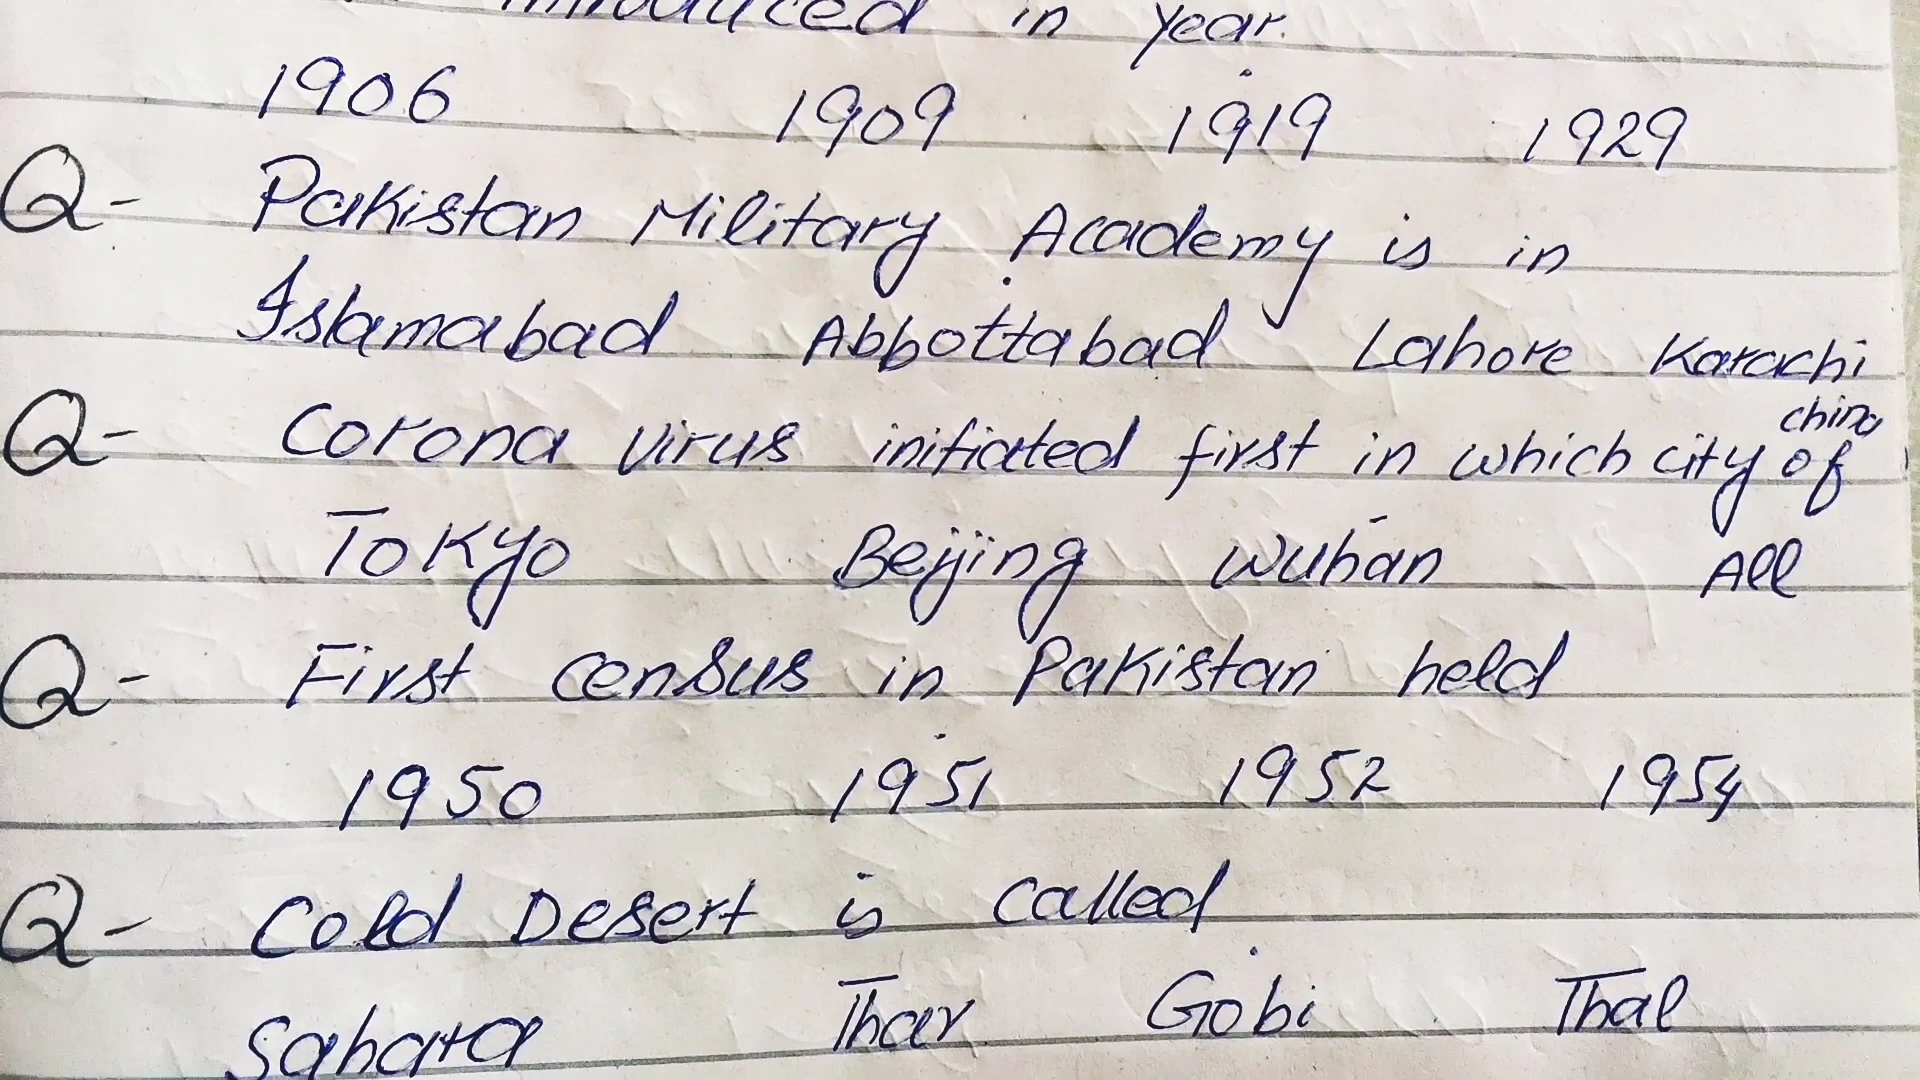 introduced in year.
1906 1909 1919 1929
Q- Pakistan Military Academy is in
Islamabad Abbottabad Lahore Karachi
Q- Corona virus initiated first in which city of china
Tokyo Beijing Wuhan All
Q- First census in Pakistan held
1950 1951 1952 1954
Q- Cold Desert is called
Sahara Thar Gobi Thal